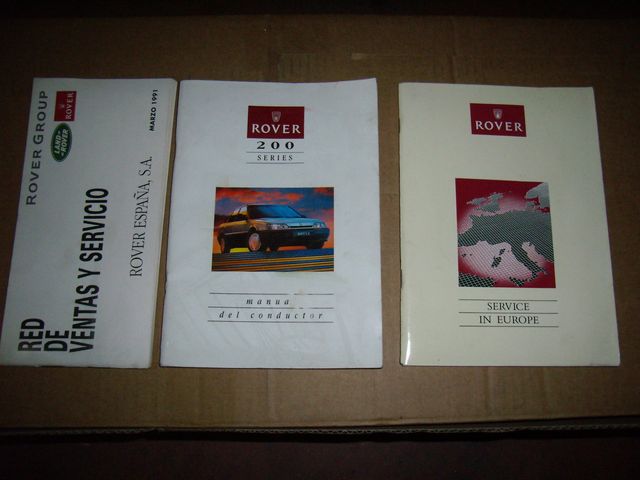 ROVER GROUP
LAND-
ROVER
ROVER
RED
DE
VENTAS Y SERVICIO
ROVER ESPAÑA, S.A.
MARZO 1991
ROVER
200
SERIES
manual
del conductor
ROVER
SERVICE
IN EUROPE